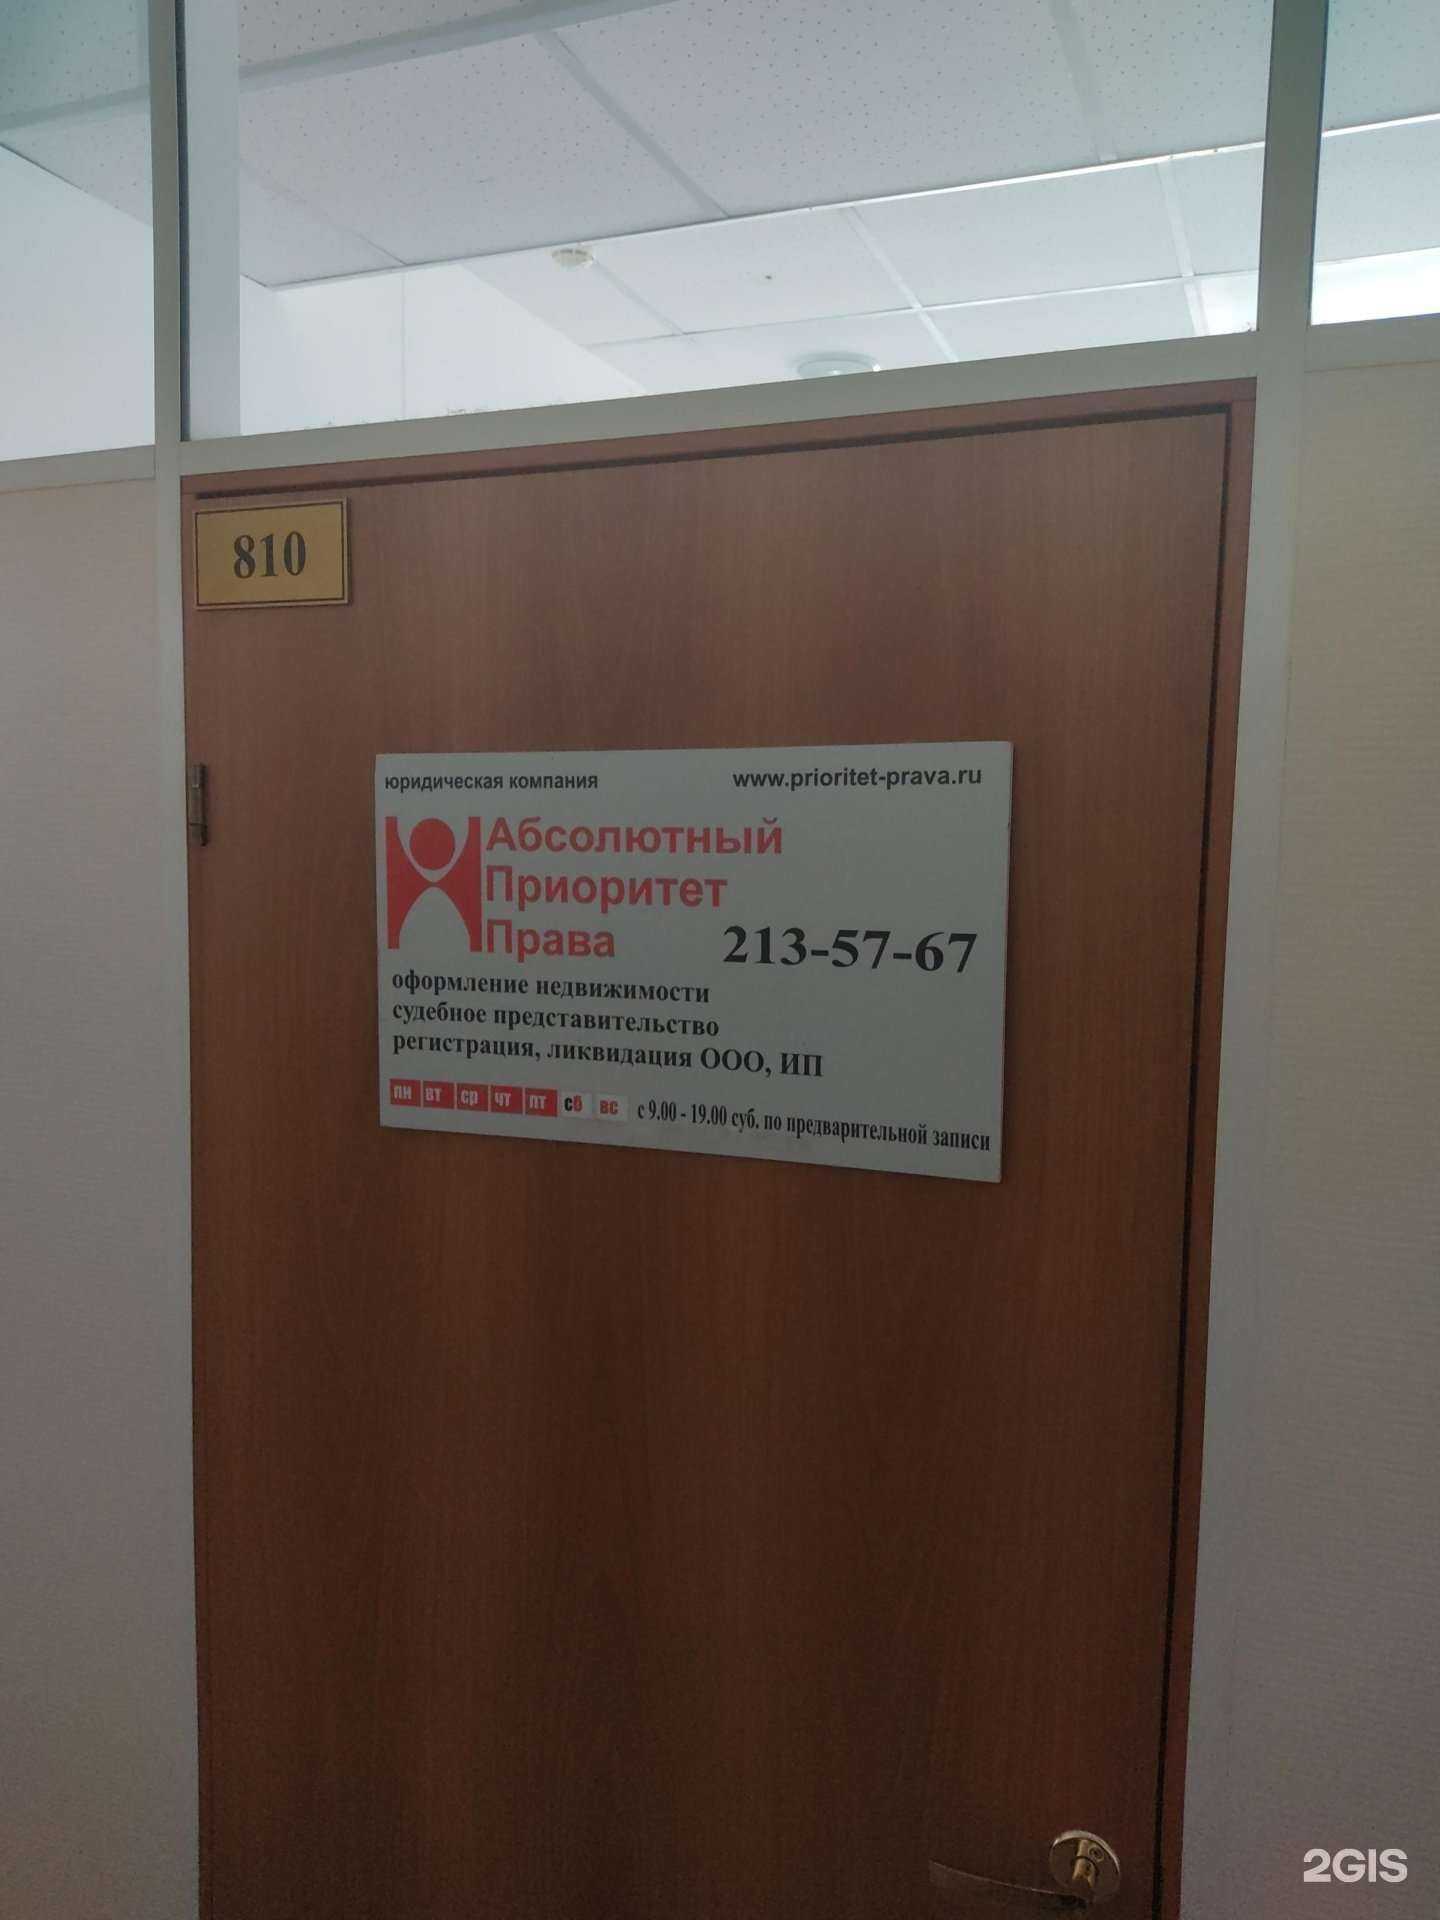 810
юридическая компания
www.prioritet-prava.ru
Абсолютный
Приоритет
Права
213-57-67
оформление недвижимости
судебное представительство
регистрация, ликвидация ООО, ИП
пн вт ср чт пт сб вс с 9.00 - 19.00 суб. по предварительной записи
2GIS